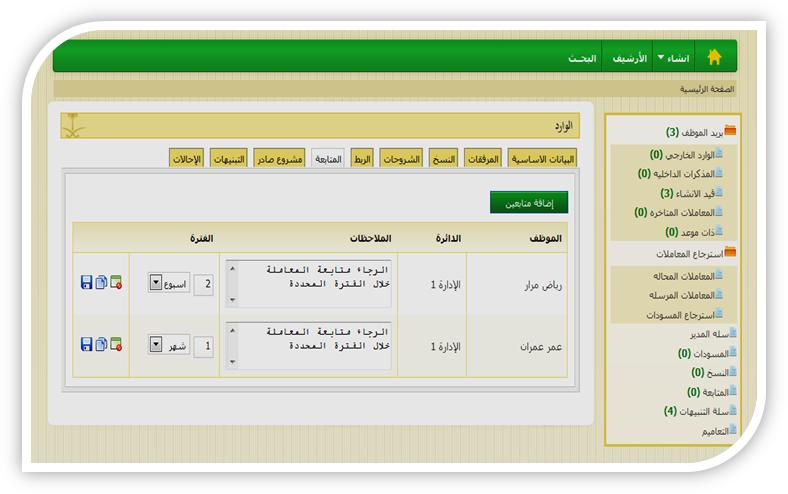 انشاء
الأرشيف
البحث
الصفحة الرئيسية
بريد الموظف (3)
الوارد الخارجي (0)
المذكرات الداخليه (0)
قيد الانشاء (3)
المعاملات المتاخره (0)
ذات موعد (0)
استرجاع المعاملات
المعاملات المحاله
المعاملات المرسله
استرجاع المسودات
سله المدير
المسودات (0)
النسخ (0)
المتابعة (0)
سلة التنبيهات (4)
التعاميم
الوارد
البيانات الاساسية
المرفقات
النسخ
الشروحات
الربط
المتابعة
مشروع صادر
التبنيهات
الإحالات
إضافة متابعين
الموظف الدائرة الملاحظات الفترة
رياض مرار الإدارة 1 الرجاء متابعة المعاملة 2 اسبوع
خلال الفترة المحددة
عمر عمران الإدارة 1 الرجاء متابعة المعاملة 1 شهر
خلال الفترة المحددة